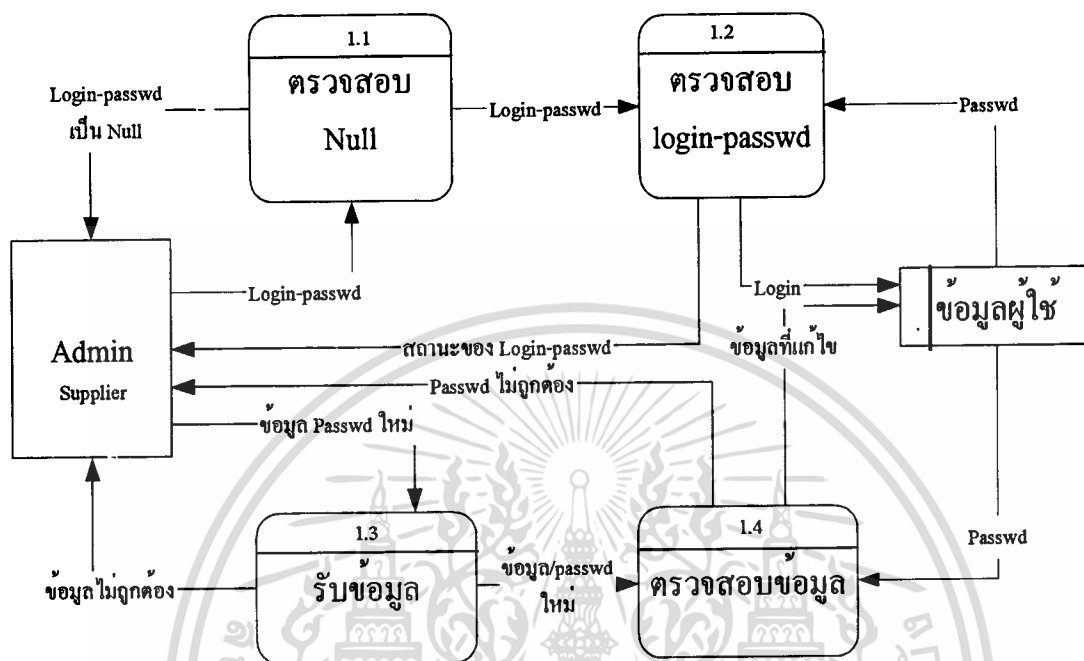 1.1
ตรวจสอบ
Null
1.2
ตรวจสอบ
login-passwd
Login-passwd
เป็น Null
Login-passwd
Passwd
Login-passwd
Admin
Supplier
Login
ข้อมูลผู้ใช้
สถานะของ Login-passwd
ข้อมูลที่แก้ไข
Passwd ไม่ถูกต้อง
ข้อมูล Passwd ใหม่
1.3
รับข้อมูล
ข้อมูล/passwd
ใหม่
1.4
ตรวจสอบข้อมูล
Passwd
ข้อมูลไม่ถูกต้อง